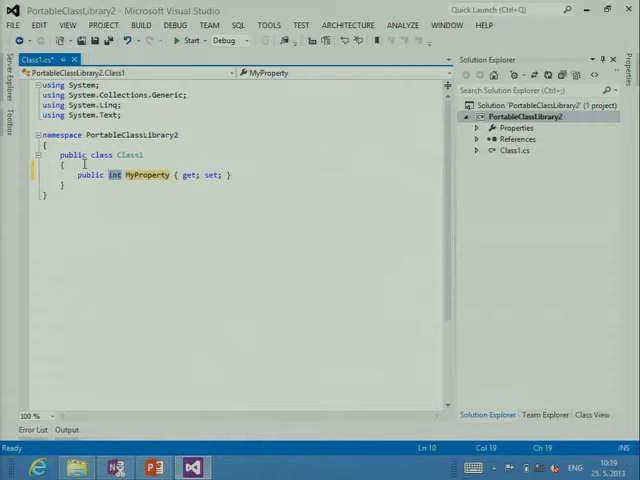 PortableClassLibrary2 - Microsoft Visual Studio
Quick Launch (Ctrl+;)
FILE EDIT VIEW PROJECT BUILD DEBUG TEAM SQL TOOLS TEST ARCHITECTURE ANALYZE WINDOW HELP
Start Debug
Class1.cs*
PortableClassLibrary2.Class1
MyProperty
using System;
using System.Collections.Generic;
using System.Linq;
using System.Text;
namespace PortableClassLibrary2
{
public class Class1
{
public int MyProperty { get; set; }
}
}
100 %
Server Explorer
Toolbox
Solution Explorer
Search Solution Explorer (Ctrl+;)
Solution 'PortableClassLibrary2' (1 project)
PortableClassLibrary2
Properties
References
Class1.cs
Solution Explorer Team Explorer Class View
Properties
Error List Output
Ready Ln 10 Col 19 Ch 19 INS
ENG
10:19
25. 5. 2013